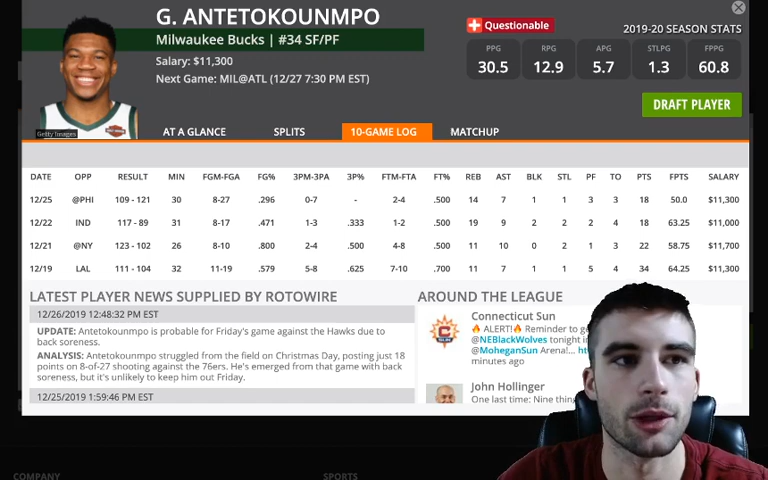 G. ANTETOKOUNMPO
Milwaukee Bucks | #34 SF/PF
Salary: $11,300
Next Game: MIL@ATL (12/27 7:30 PM EST)
Questionable
2019-20 SEASON STATS
PPG RPG APG STLPG FPPG
30.5 12.9 5.7 1.3 60.8
DRAFT PLAYER
Getty Images
AT A GLANCE SPLITS 10-GAME LOG MATCHUP
DATE OPP RESULT MIN FGM-FGA FG% 3PM-3PA 3P% FTM-FTA FT% REB AST BLK STL PF TO PTS FPTS SALARY
12/25 @PHI 109 - 121 30 8-27 .296 0-7 - 2-4 .500 14 7 1 1 3 3 18 50.0 $11,300
12/22 IND 117 - 89 31 8-17 .471 1-3 .333 1-2 .500 19 9 2 2 2 4 18 63.25 $11,000
12/21 @NY 123 - 102 26 8-10 .800 2-4 .500 4-8 .500 11 10 0 2 1 3 22 58.75 $11,700
12/19 LAL 111 - 104 32 11-19 .579 5-8 .625 7-10 .700 11 7 1 1 5 4 34 64.25 $11,300
LATEST PLAYER NEWS SUPPLIED BY ROTOWIRE
12/26/2019 12:48:32 PM EST
UPDATE: Antetokounmpo is probable for Friday's game against the Hawks due to
back soreness.
ANALYSIS: Antetokounmpo struggled from the field on Christmas Day, posting just 18
points on 8-of-27 shooting against the 76ers. He's emerged from that game with back
soreness, but it's unlikely to keep him out Friday.
12/25/2019 1:59:46 PM EST
AROUND THE LEAGUE
Connecticut Sun
ALERT! Reminder to
@NEBlackWolves tonight in
@MoheganSun Arena!...
minutes ago
John Hollinger
One last time: Nine
COMPANY SPORTS